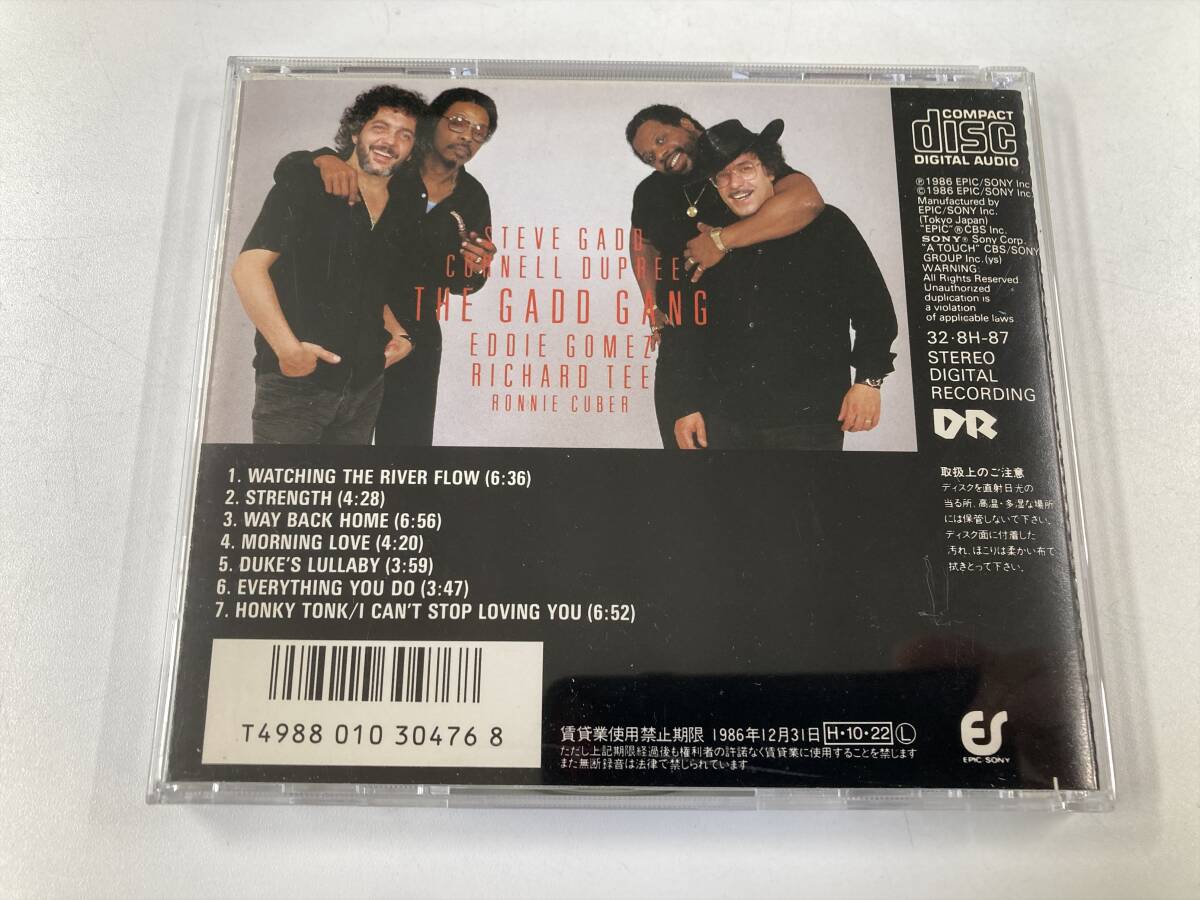 STEVE GADD
CORNELL DUPREE
THE GADD GANG
EDDIE GOMEZ
RICHARD TEE
RONNIE CUBER
1. WATCHING THE RIVER FLOW (6:36)
2. STRENGTH (4:28)
3. WAY BACK HOME (6:56)
4. MORNING LOVE (4:20)
5. DUKE'S LULLABY (3:59)
6. EVERYTHING YOU DO (3:47)
7. HONKY TONK/I CAN'T STOP LOVING YOU (6:52)
T4988 010 30476 8
賃貸業使用禁止期限 1986年12月31日 H・10・22 Ⓛ
ただし上記期限経過後も権利者の許諾なく賃貸業に使用することを禁じます
また無断録音は法律で禁じられています
COMPACT
disc
DIGITAL AUDIO
℗1986 EPIC/SONY Inc.
©1986 EPIC/SONY Inc.
Manufactured by
EPIC/SONY Inc.
(Tokyo Japan)
"EPIC"® CBS Inc.
SONY® Sony Corp.
"A TOUCH" CBS/SONY
GROUP Inc.(ys)
WARNING:
All Rights Reserved.
Unauthorized
duplication is
a violation
of applicable laws
32・8H-87
STEREO
DIGITAL
RECORDING
DR
取扱上のご注意
ディスクを直射日光の
当る所、高温・多湿な場所
には保管しないで下さい。
ディスク面に付着した
汚れ、ほこりは柔かい布で
拭きとって下さい。
ES
EPIC SONY